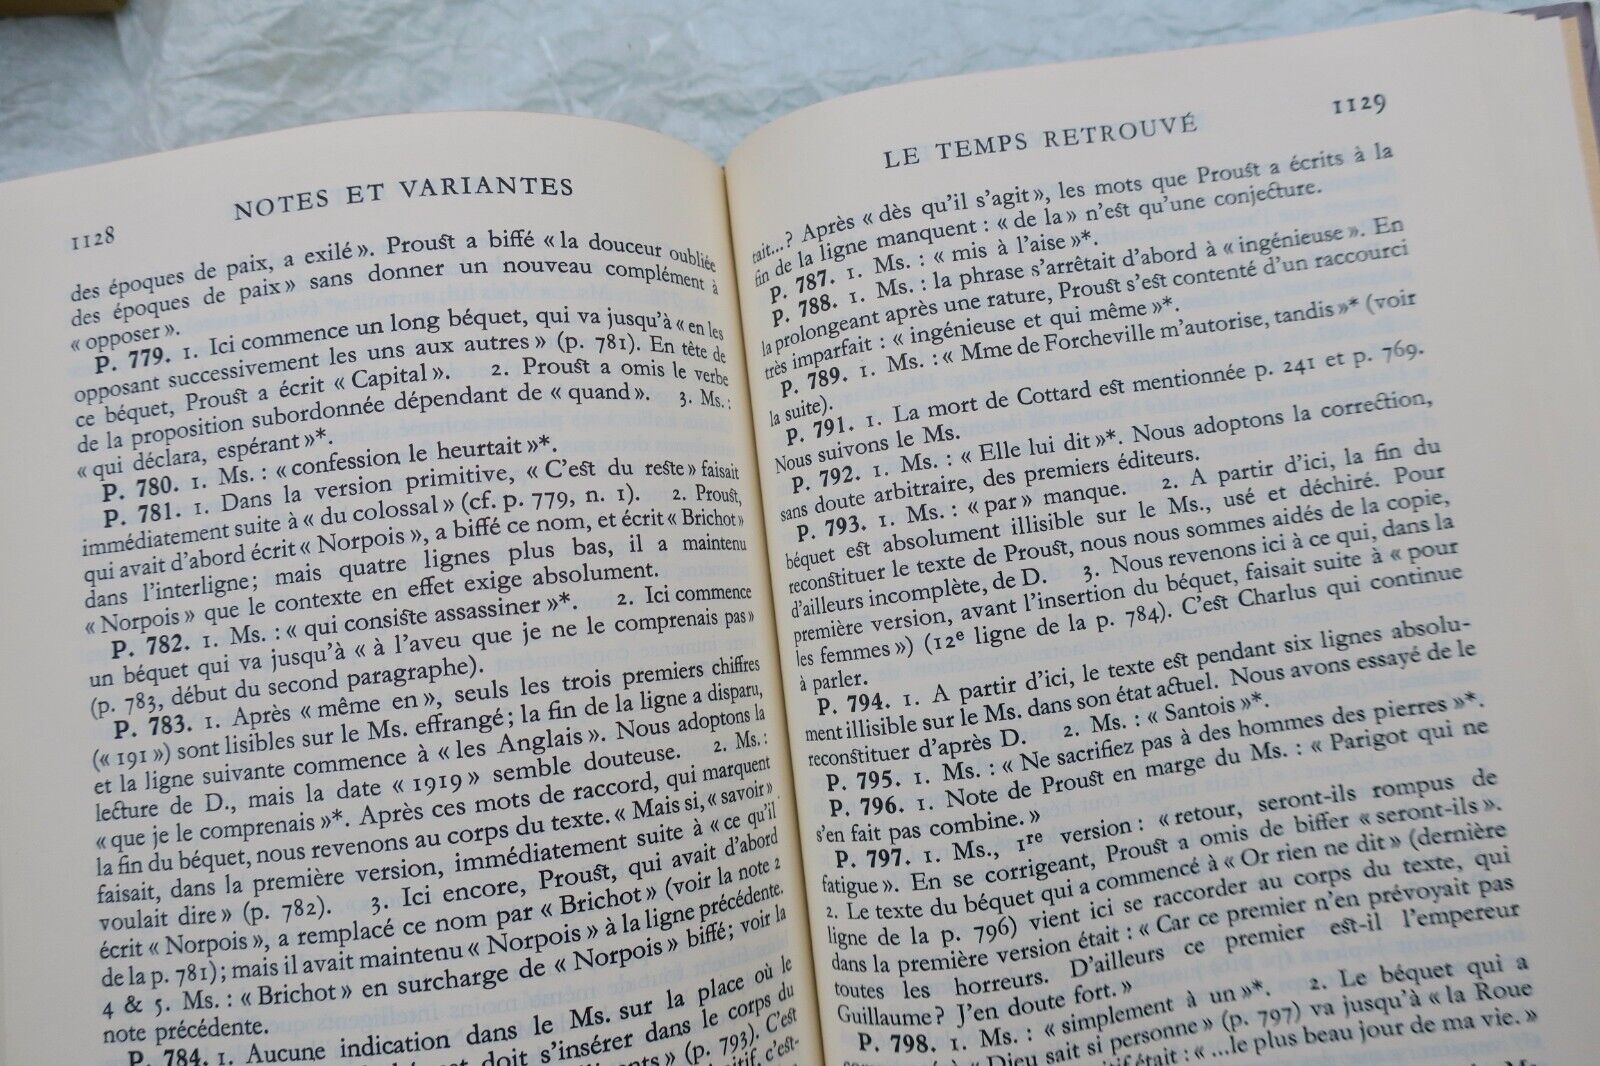 1128
NOTES ET VARIANTES
des époques de paix, a exilé ». Proust a biffé « la douceur oubliée
des époques de paix » sans donner un nouveau complément à
« opposer ».
P. 779. 1. Ici commence un long béquet, qui va jusqu'à « en les
opposant successivement les uns aux autres » (p. 781). En tête de
ce béquet, Proust a écrit « Capital ». 2. Proust a omis le verbe
de la proposition subordonnée dépendant de « quand ». 3. Ms. :
« qui déclara, espérant »*.
P. 780. 1. Ms. : « confession le heurtait »*.
P. 781. 1. Dans la version primitive, « C'est du reste » faisait
immédiatement suite à « du colossal » (cf. p. 779, n. 1). 2. Proust,
qui avait d'abord écrit « Norpois », a biffé ce nom, et écrit « Brichot »
dans l'interligne; mais quatre lignes plus bas, il a maintenu
« Norpois » que le contexte en effet exige absolument.
P. 782. 1. Ms. : « qui consiste assassiner »*. 2. Ici commence
un béquet qui va jusqu'à « à l'aveu que je ne le comprenais pas »
(p. 783, début du second paragraphe).
P. 783. 1. Après « même en », seuls les trois premiers chiffres
(« 191 ») sont lisibles sur le Ms. effrangé; la fin de la ligne a disparu,
et la ligne suivante commence à « les Anglais ». Nous adoptons la
lecture de D., mais la date « 1919 » semble douteuse. 2. Ms. :
« que je le comprenais »*. Après ces mots de raccord, qui marquent
la fin du béquet, nous revenons au corps du texte. « Mais si, « savoir »
faisait, dans la première version, immédiatement suite à « ce qu'il
voulait dire » (p. 782). 3. Ici encore, Proust, qui avait d'abord
écrit « Norpois », a remplacé ce nom par « Brichot » (voir la note 2
de la p. 781); mais il avait maintenu « Norpois » à la ligne précédente.
4 & 5. Ms. : « Brichot » en surcharge de « Norpois » biffé; voir la
note précédente.
P. 784. 1. Aucune indication dans le Ms. sur la place où le
doit s'insérer dans le corps du
» (p. 793). C'est
c'est-
LE TEMPS RETROUVÉ
1129
tait...? Après « dès qu'il s'agit », les mots que Proust a écrits à la
fin de la ligne manquent : « de la » n'est qu'une conjecture.
P. 787. 1. Ms. : « mis à l'aise »*.
P. 788. 1. Ms. : la phrase s'arrêtait d'abord à « ingénieuse ». En
la prolongeant après une rature, Proust s'est contenté d'un raccourci
très imparfait : « ingénieuse et qui même »*.
P. 789. 1. Ms. : « Mme de Forcheville m'autorise, tandis »* (voir
la suite).
P. 791. 1. La mort de Cottard est mentionnée p. 241 et p. 769.
Nous suivons le Ms.
P. 792. 1. Ms. : « Elle lui dit »*. Nous adoptons la correction,
sans doute arbitraire, des premiers éditeurs.
P. 793. 1. Ms. : « par » manque. 2. A partir d'ici, la fin du
béquet est absolument illisible sur le Ms., usé et déchiré. Pour
reconstituer le texte de Proust, nous nous sommes aidés de la copie,
d'ailleurs incomplète, de D. 3. Nous revenons ici à ce qui, dans la
première version, avant l'insertion du béquet, faisait suite à « pour
les femmes ») (12e ligne de la p. 784). C'est Charlus qui continue
à parler.
P. 794. 1. A partir d'ici, le texte est pendant six lignes absolu-
ment illisible sur le Ms. dans son état actuel. Nous avons essayé de le
reconstituer d'après D. 2. Ms. : « Santois »*.
P. 795. 1. Ms. : « Ne sacrifiez pas à des hommes des pierres »*.
P. 796. 1. Note de Proust en marge du Ms. : « Parigot qui ne
s'en fait pas combine. »
P. 797. 1. Ms., 1re version : « retour, seront-ils rompus de
fatigue ». En se corrigeant, Proust a omis de biffer « seront-ils ».
2. Le texte du béquet qui a commencé à « Or rien ne dit » (dernière
ligne de la p. 796) vient ici se raccorder au corps du texte, qui
dans la première version était : « Car ce premier n'en prévoyait pas
toutes les horreurs. D'ailleurs ce premier est-il l'empereur
Guillaume? J'en doute fort. »
P. 798. 1. Ms. : « simplement à un »*. 2. Le béquet qui a
à « Dieu sait si personne » (p. 797) va jusqu'à « la Roue
était : « ...le plus beau jour de ma vie. »